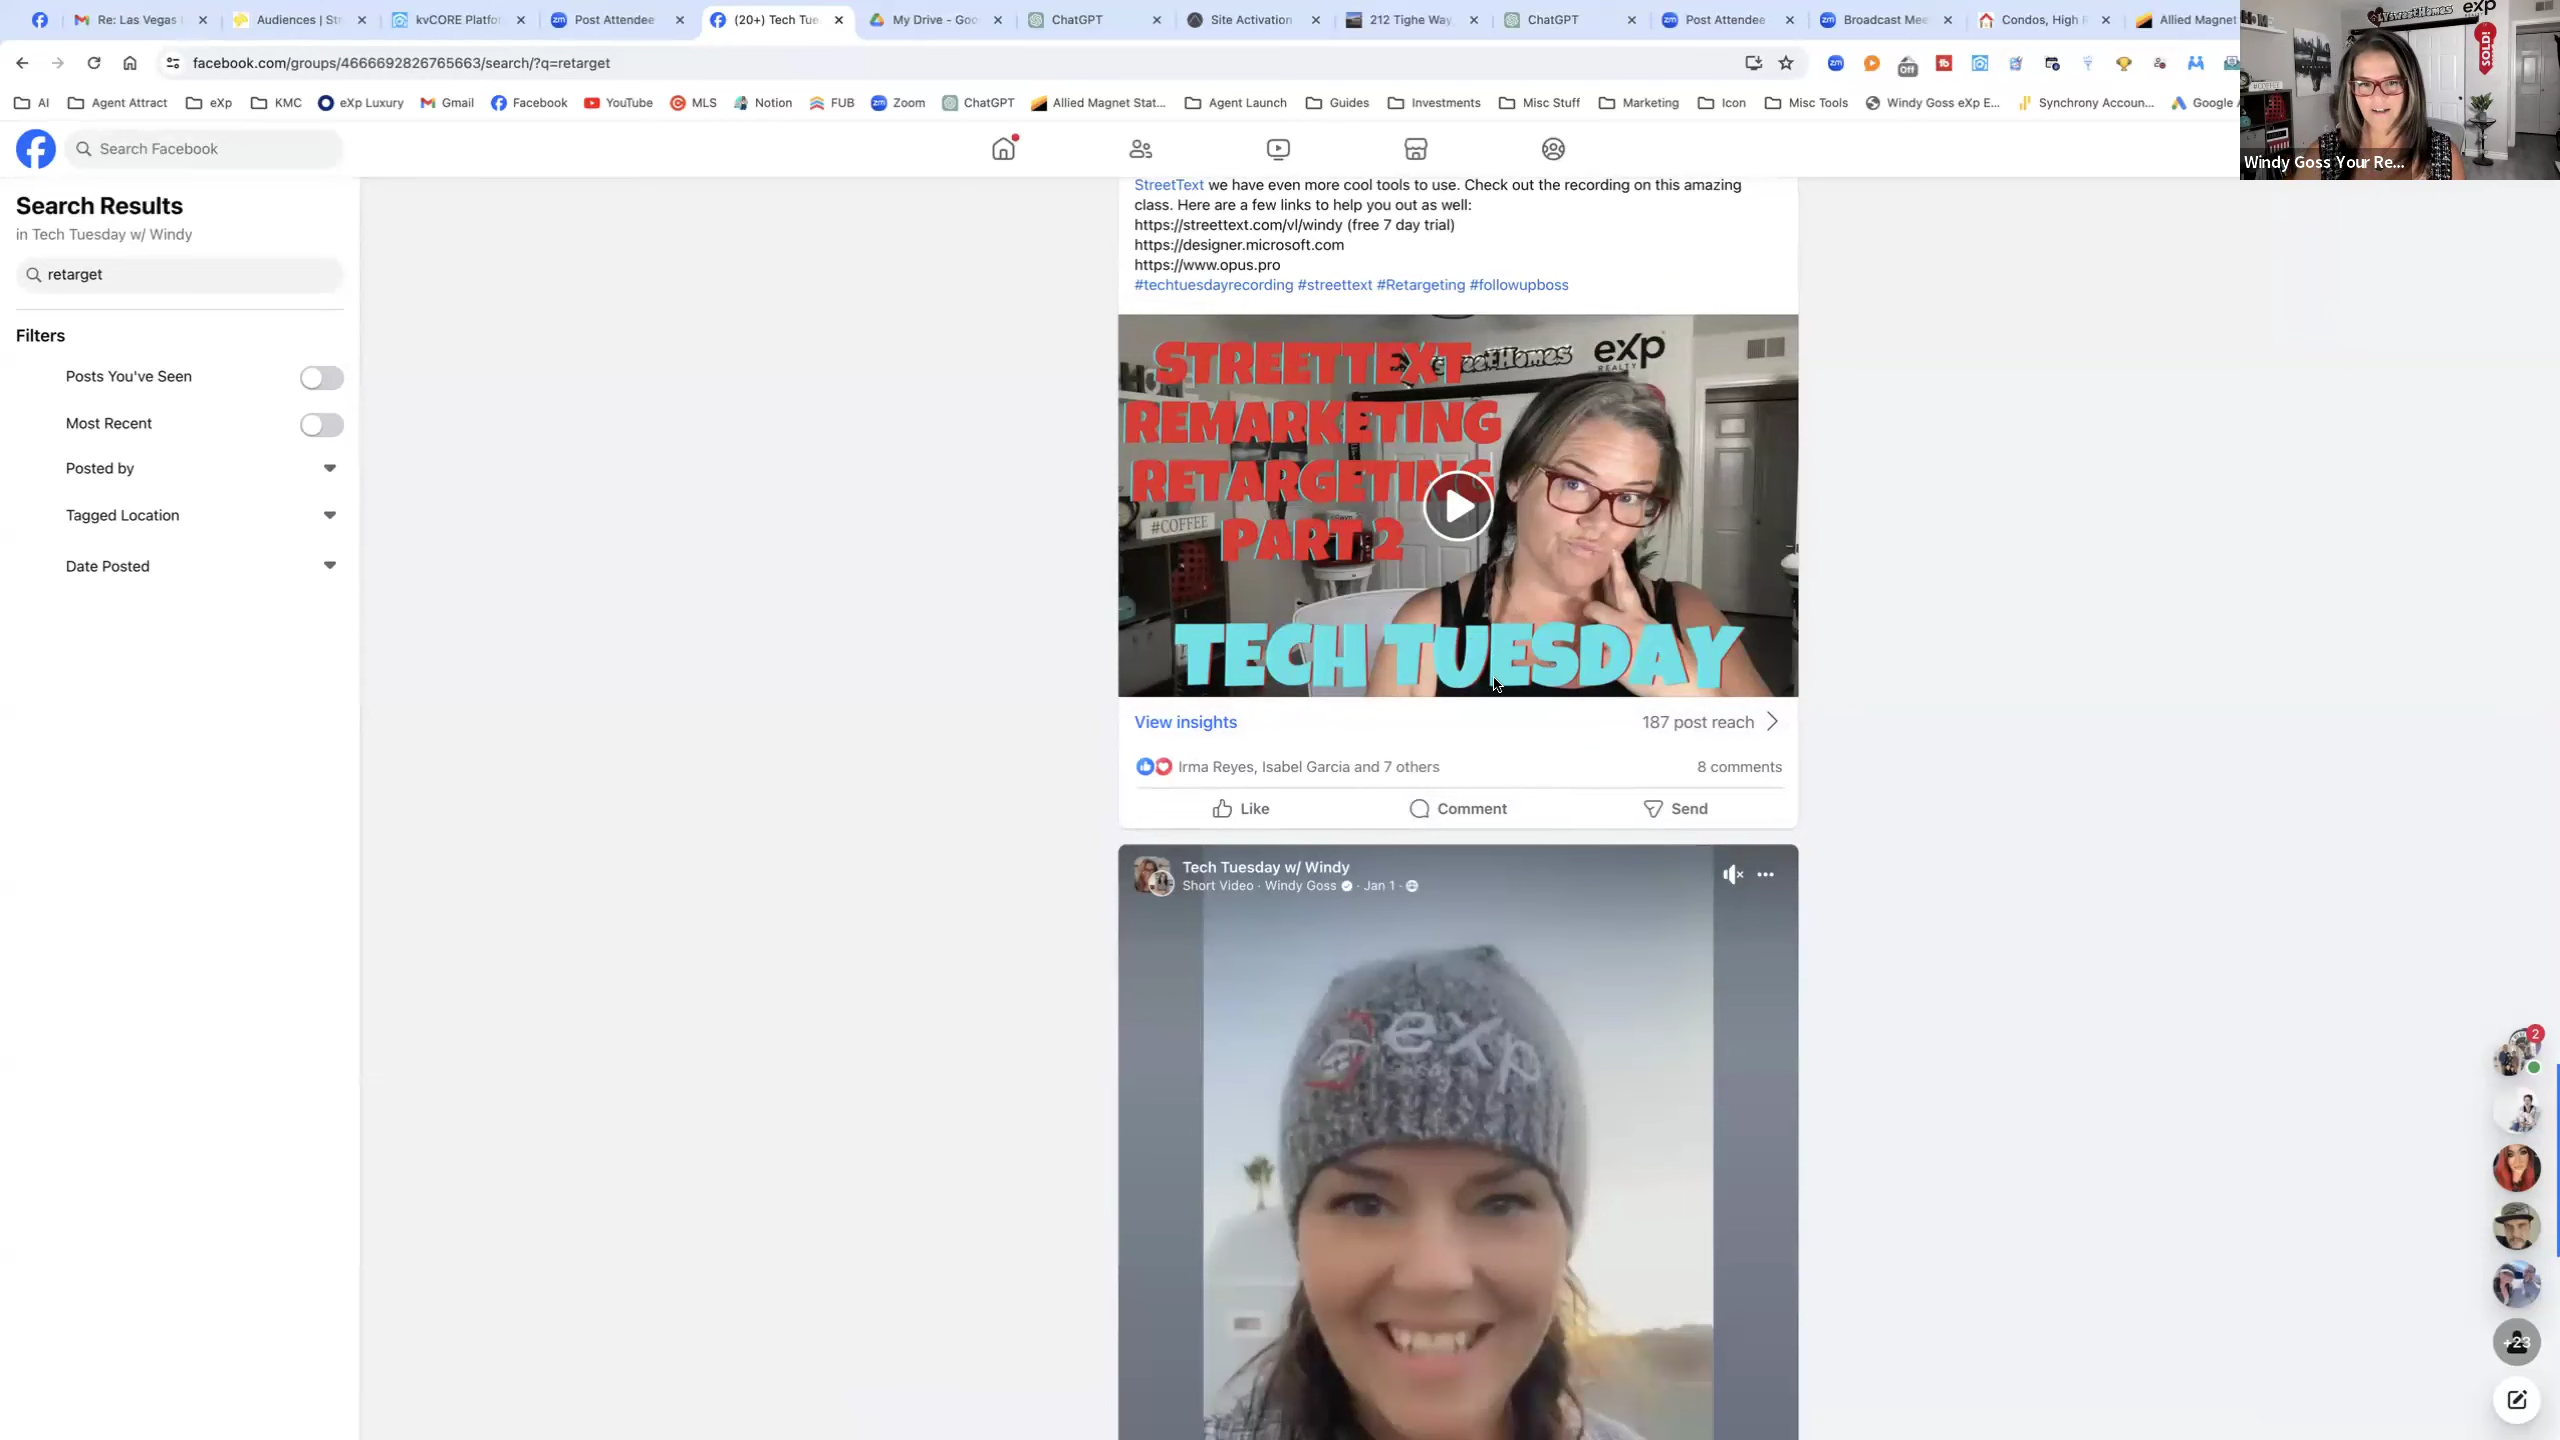 Re: Las Vegas
Audiences | St
kvCORE Platfo
Post Attendee
(20+) Tech Tue
My Drive - Goo
ChatGPT
Site Activation
212 Tighe Way
ChatGPT
Post Attendee
Broadcast Mee
Condos, High R
Allied Magnet
facebook.com/groups/4666692826765663/search/?q=retarget
AI
Agent Attract
eXp
KMC
eXp Luxury
Gmail
Facebook
YouTube
MLS
Notion
FUB
Zoom
ChatGPT
Allied Magnet Stat...
Agent Launch
Guides
Investments
Misc Stuff
Marketing
Icon
Misc Tools
Windy Goss eXp E...
Synchrony Accoun...
Google A
Search Facebook
eXp
SOLD!
Windy Goss Your Re...
Search Results
in Tech Tuesday w/ Windy
retarget
Filters
Posts You've Seen
Most Recent
Posted by
Tagged Location
Date Posted
StreetText we have even more cool tools to use. Check out the recording on this amazing
class. Here are a few links to help you out as well:
https://streettext.com/vl/windy (free 7 day trial)
https://designer.microsoft.com
https://www.opus.pro
#techtuesdayrecording #streettext #Retargeting #followupboss
STREETTEXT
REMARKETING
RETARGETING
PART 2
eXp
REALTY
#COFFEE
TECH TUESDAY
View insights
187 post reach
Irma Reyes, Isabel Garcia and 7 others
8 comments
Like
Comment
Send
Tech Tuesday w/ Windy
Short Video · Windy Goss · Jan 1 ·
exp
2
+23